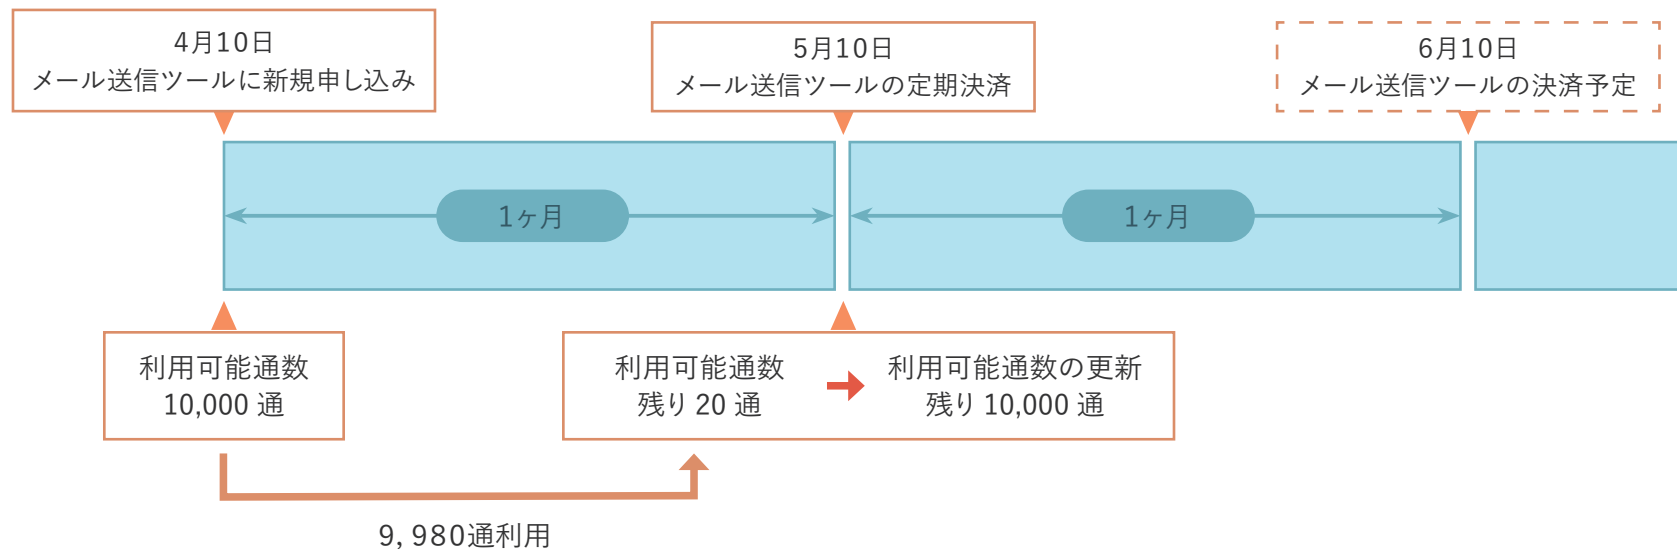 4月10日
メール送信ツールに新規申し込み
5月10日
メール送信ツールの定期決済
6月10日
メール送信ツールの決済予定
1ヶ月
1ヶ月
利用可能通数
10,000 通
利用可能通数
残り 20 通
利用可能通数の更新
残り 10,000 通
9, 980通利用